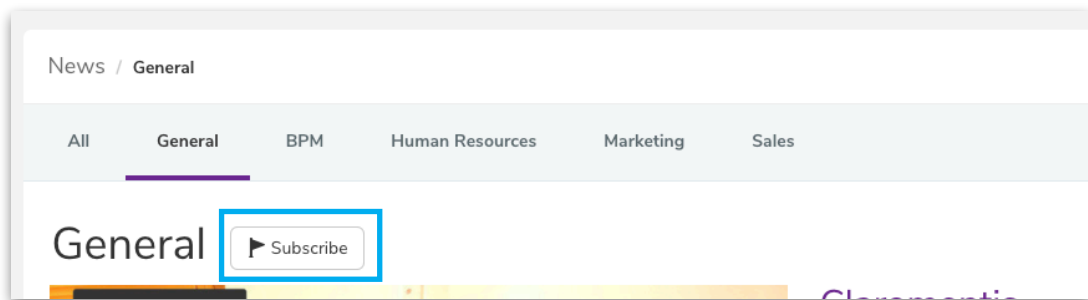 News / General
All General BPM Human Resources Marketing Sales
General Subscribe